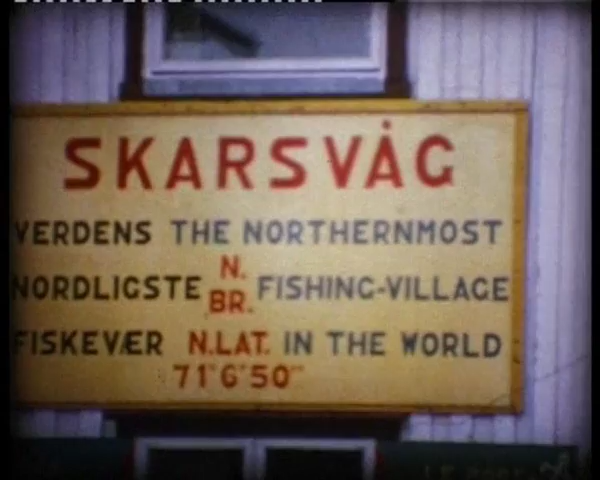 SKARSVÅG
VERDENS THE NORTHERNMOST
NORDLIGSTE N. BR. FISHING-VILLAGE
FISKEVÆR N.LAT. IN THE WORLD
71°6'50"